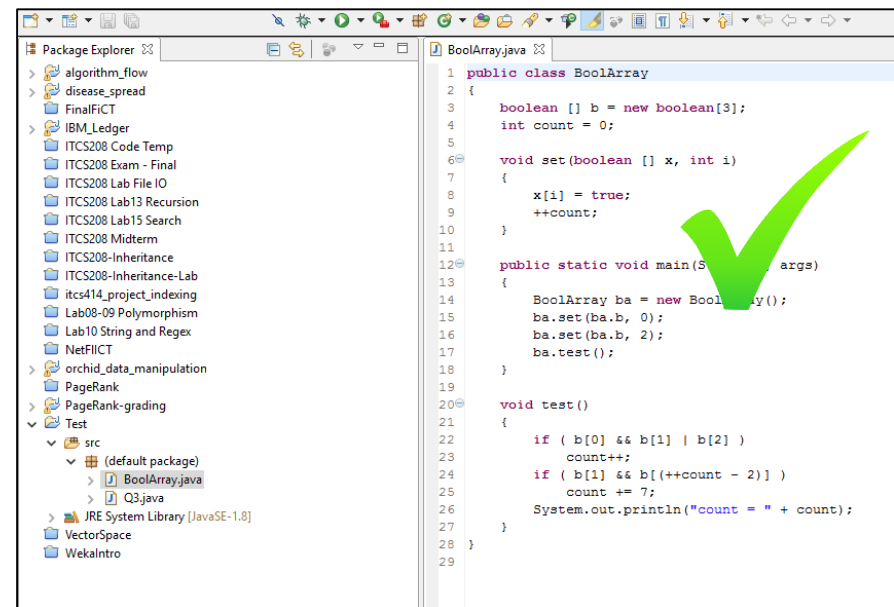 Package Explorer
algorithm_flow
disease_spread
FinalFiCT
IBM_Ledger
ITCS208 Code Temp
ITCS208 Exam - Final
ITCS208 Lab File IO
ITCS208 Lab13 Recursion
ITCS208 Lab15 Search
ITCS208 Midterm
ITCS208-Inheritance
ITCS208-Inheritance-Lab
itcs414_project_indexing
Lab08-09 Polymorphism
Lab10 String and Regex
NetFlICT
orchid_data_manipulation
PageRank
PageRank-grading
Test
src
(default package)
BoolArray.java
Q3.java
JRE System Library [JavaSE-1.8]
VectorSpace
WekaIntro
BoolArray.java
1 public class BoolArray
2 {
3 boolean [] b = new boolean[3];
4 int count = 0;
5
6 void set(boolean [] x, int i)
7 {
8 x[i] = true;
9 ++count;
10 }
11
12 public static void main( args)
13 {
14 BoolArray ba = new ();
15 ba.set(ba.b, 0);
16 ba.set(ba.b, 2);
17 ba.test();
18 }
19
20 void test()
21 {
22 if ( b[0] && b[1] | b[2] )
23 count++;
24 if ( b[1] && b[(++count - 2)] )
25 count += 7;
26 System.out.println("count = " + count);
27 }
28 }
29